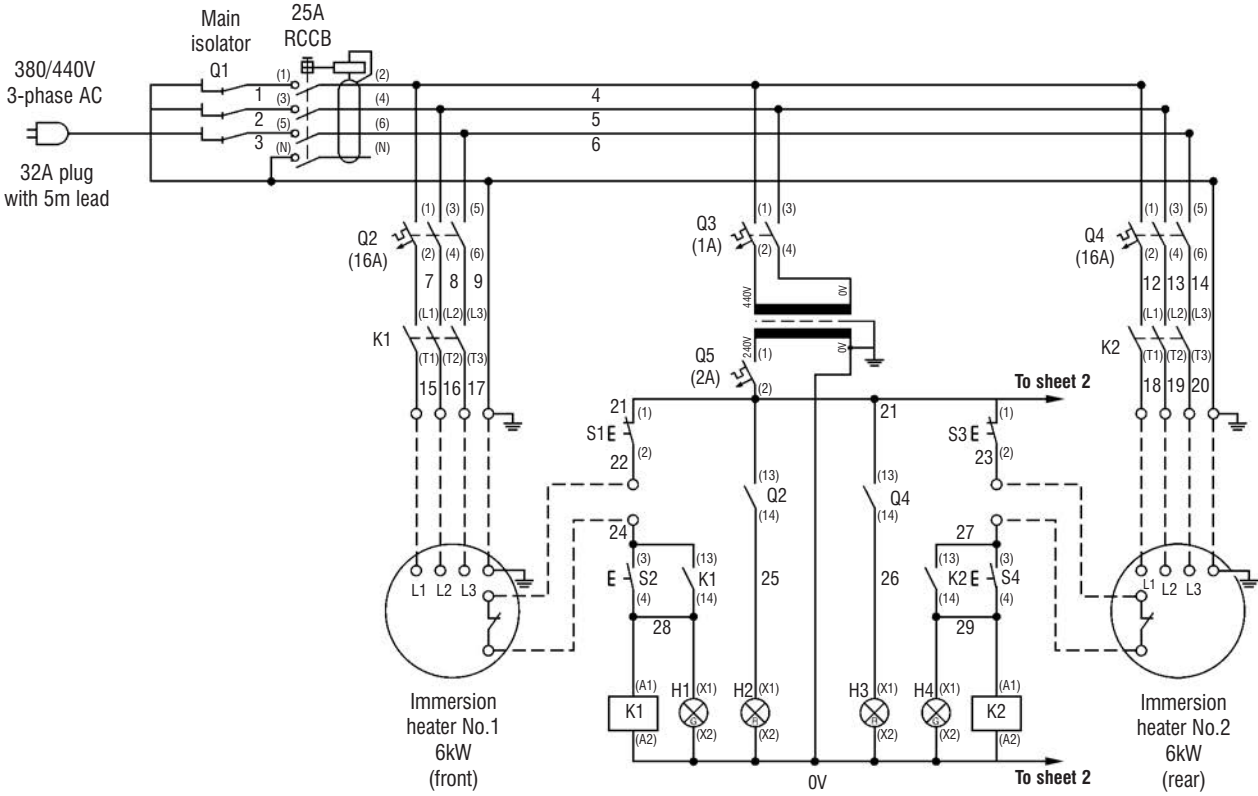 380/440V
3-phase AC
32A plug
with 5m lead
Main
isolator
Q1
25A
RCCB
(1) (2)
1 (3) (4) 4
2 (5) (6) 5
3 (N) (N) 6
(1) (3) (5)
Q2
(16A)
(2) (4) (6)
7 8 9
(L1) (L2) (L3)
K1
(T1) (T2) (T3)
15 16 17
L1 L2 L3
Immersion
heater No.1
6kW
(front)
(1) (3)
Q3
(1A)
(2) (4)
440V 0V
240V 0V
Q5
(2A)
(1)
(2)
To sheet 2
21 (1)
S1 E
(2)
22
24
(3)
E S2
(4)
(13)
K1
(14)
28
(A1)
K1
(A2)
H1 (X1)
G
(X2)
(13)
Q2
(14)
25
H2 (X1)
R
(X2)
21
(13)
Q4
(14)
26
H3 (X1)
R
(X2)
(1)
S3 E
(2)
23
27
(13)
K2
(14)
(3)
E S4
(4)
29
H4 (X1)
G
(X2)
(A1)
K2
(A2)
0V
To sheet 2
(1) (3) (5)
Q4
(16A)
(2) (4) (6)
12 13 14
(L1) (L2) (L3)
K2
(T1) (T2) (T3)
18 19 20
L1 L2 L3
Immersion
heater No.2
6kW
(rear)